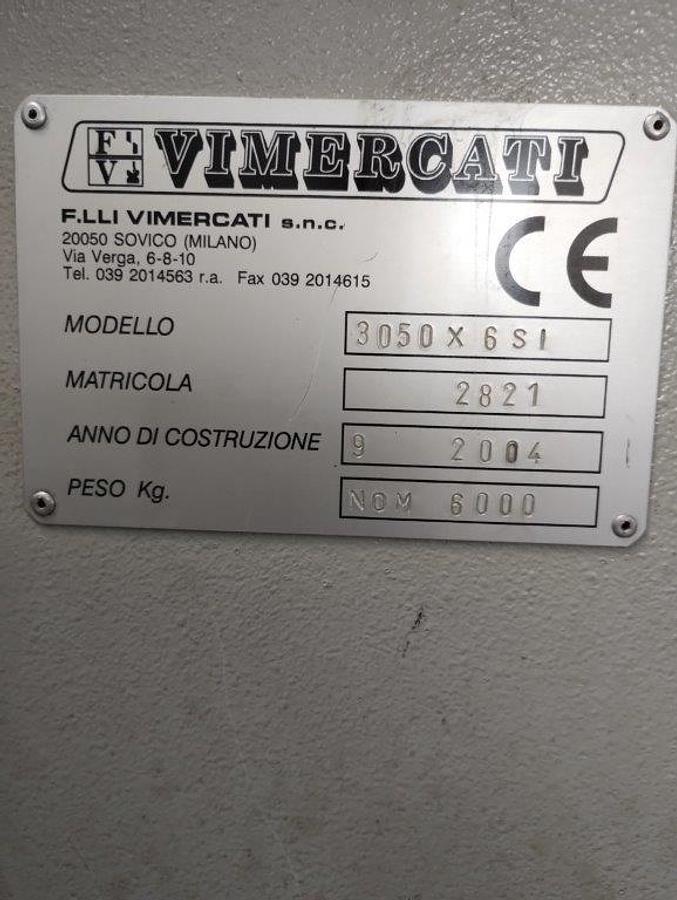 F V VIMERCATI
F.LLI VIMERCATI s.n.c.
20050 SOVICO (MILANO)
Via Verga, 6-8-10
Tel. 039 2014563 r.a. Fax 039 2014615
CE
MODELLO 3050 X 6 SI
MATRICOLA 2821
ANNO DI COSTRUZIONE 9 2004
PESO Kg. NOM 6000